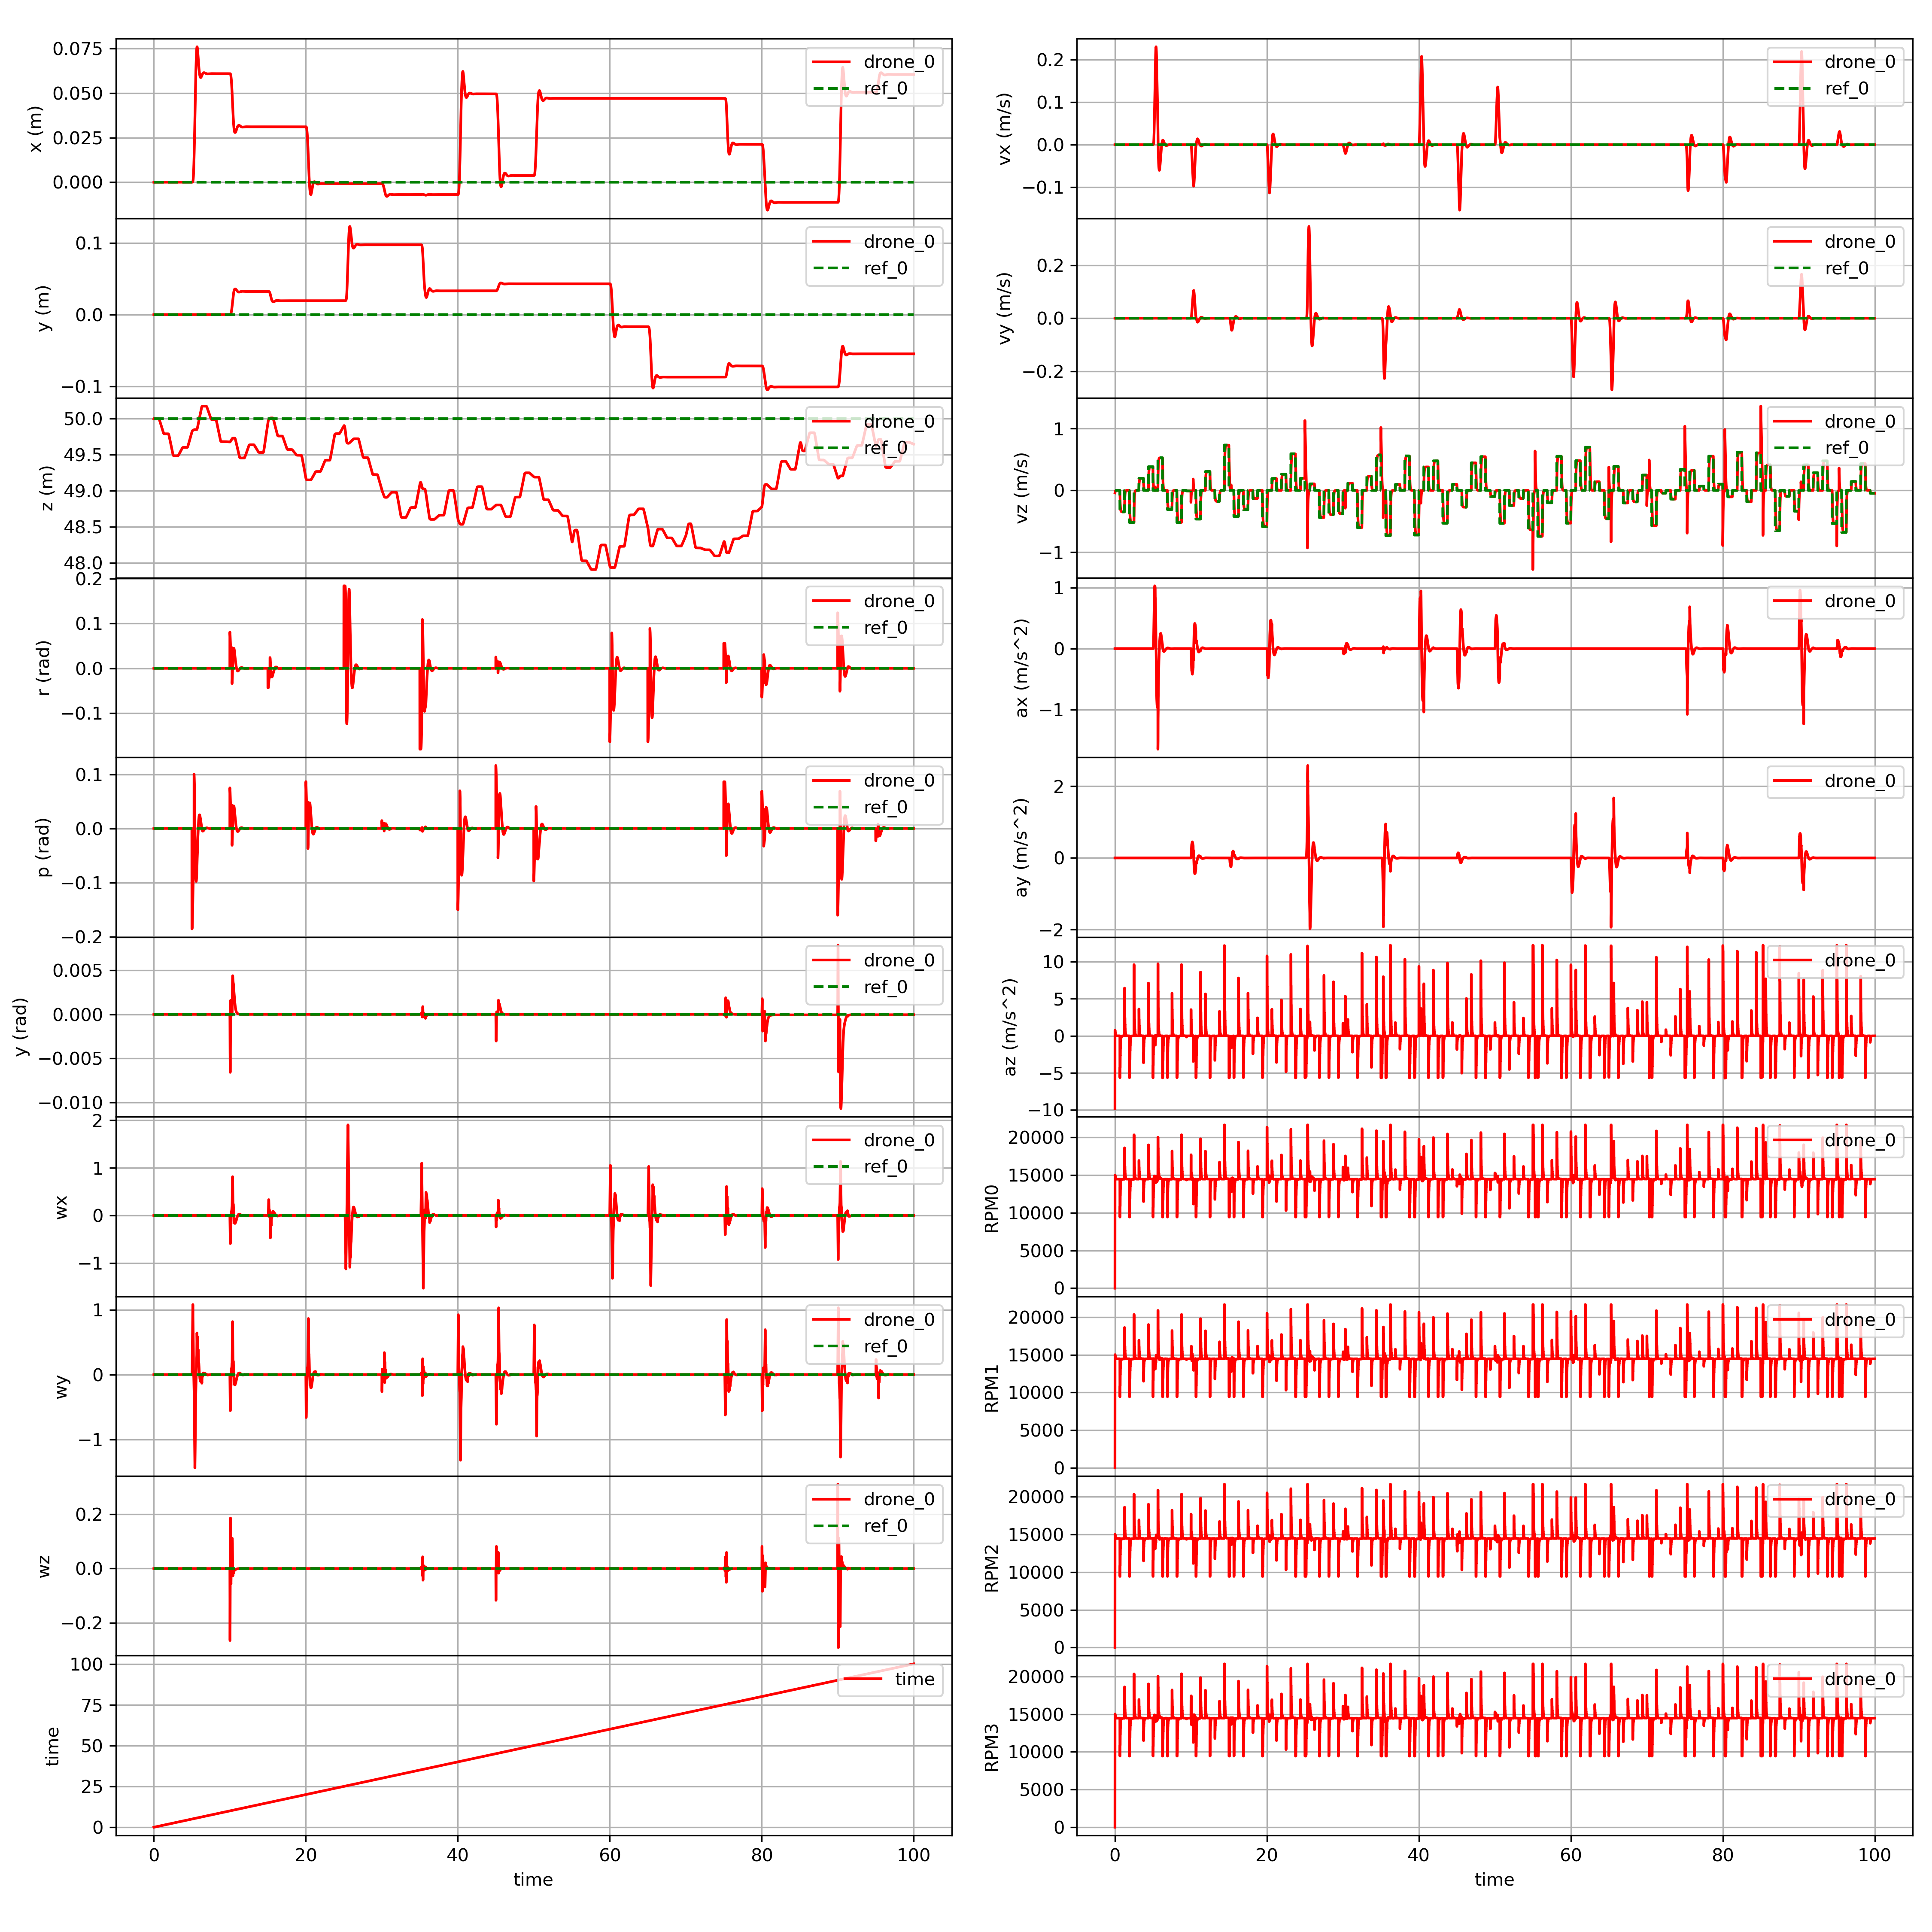 x (m)
0.075
0.050
0.025
0.000
drone_0
ref_0
y (m)
0.1
0.0
−0.1
drone_0
ref_0
z (m)
50.0
49.5
49.0
48.5
48.0
drone_0
ref_0
r (rad)
0.2
0.1
0.0
−0.1
drone_0
ref_0
p (rad)
0.1
0.0
−0.1
−0.2
drone_0
ref_0
y (rad)
0.005
0.000
−0.005
−0.010
drone_0
ref_0
wx
2
1
0
−1
drone_0
ref_0
wy
1
0
−1
drone_0
ref_0
wz
0.2
0.0
−0.2
drone_0
ref_0
time
100
75
50
25
0
time
0 20 40 60 80 100
time
vx (m/s)
0.2
0.1
0.0
−0.1
drone_0
ref_0
vy (m/s)
0.2
0.0
−0.2
drone_0
ref_0
vz (m/s)
1
0
−1
drone_0
ref_0
ax (m/s^2)
1
0
−1
drone_0
ay (m/s^2)
2
0
−2
drone_0
az (m/s^2)
10
5
0
−5
−10
drone_0
RPM0
20000
15000
10000
5000
0
drone_0
RPM1
20000
15000
10000
5000
0
drone_0
RPM2
20000
15000
10000
5000
0
drone_0
RPM3
20000
15000
10000
5000
0
drone_0
0 20 40 60 80 100
time